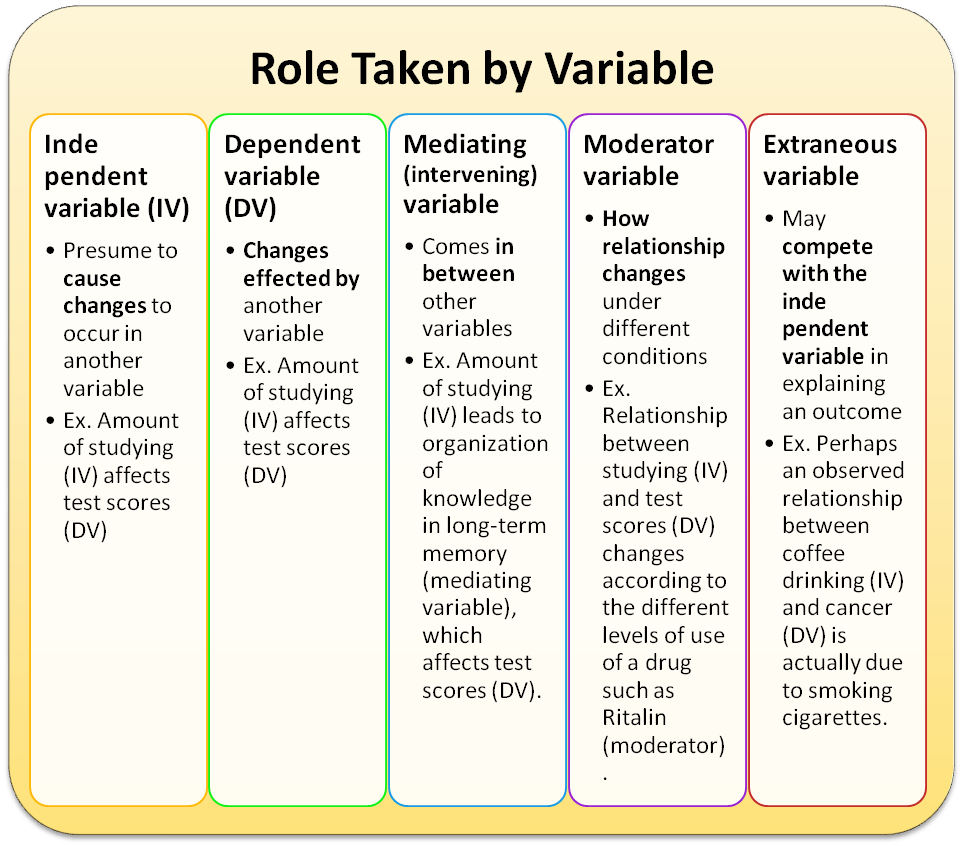 Role Taken by Variable
Inde
pendent
variable (IV)
• Presume to
cause
changes to
occur in
another
variable
• Ex. Amount
of studying
(IV) affects
test scores
(DV)
Dependent
variable
(DV)
• Changes
effected by
another
variable
• Ex. Amount
of studying
(IV) affects
test scores
(DV)
Mediating
(intervening)
variable
• Comes in
between
other
variables
• Ex. Amount
of studying
(IV) leads to
organization
of
knowledge
in long-term
memory
(mediating
variable),
which
affects test
scores (DV).
Moderator
variable
• How
relationship
changes
under
different
conditions
• Ex.
Relationship
between
studying (IV)
and test
scores (DV)
changes
according to
the different
levels of use
of a drug
such as
Ritalin
(moderator)
.
Extraneous
variable
• May
compete
with the
inde
pendent
variable in
explaining
an outcome
• Ex. Perhaps
an observed
relationship
between
coffee
drinking (IV)
and cancer
(DV) is
actually due
to smoking
cigarettes.